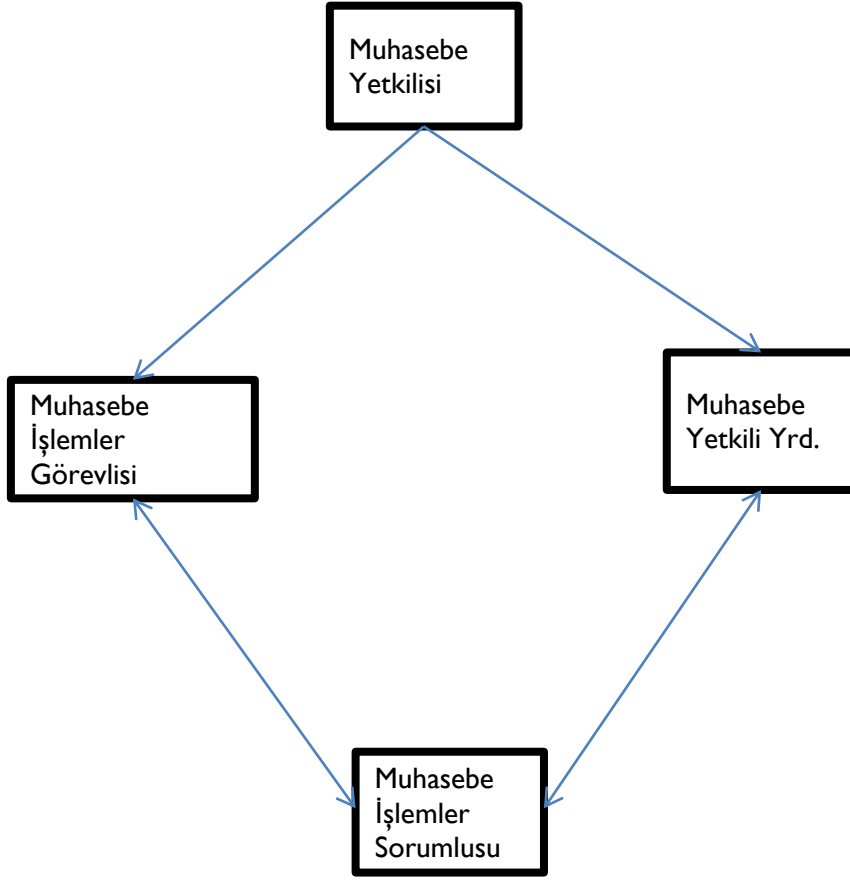 Muhasebe
Yetkilisi
Muhasebe
İşlemler
Görevlisi
Muhasebe
Yetkili Yrd.
Muhasebe
İşlemler
Sorumlusu